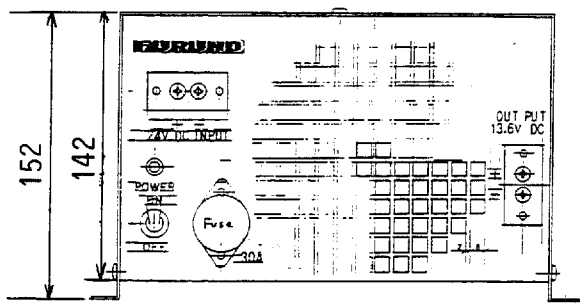 152
142
FURUNO
24V DC INPUT
OUT PUT
13.6V DC
POWER
ON
OFF
Fuse
30A